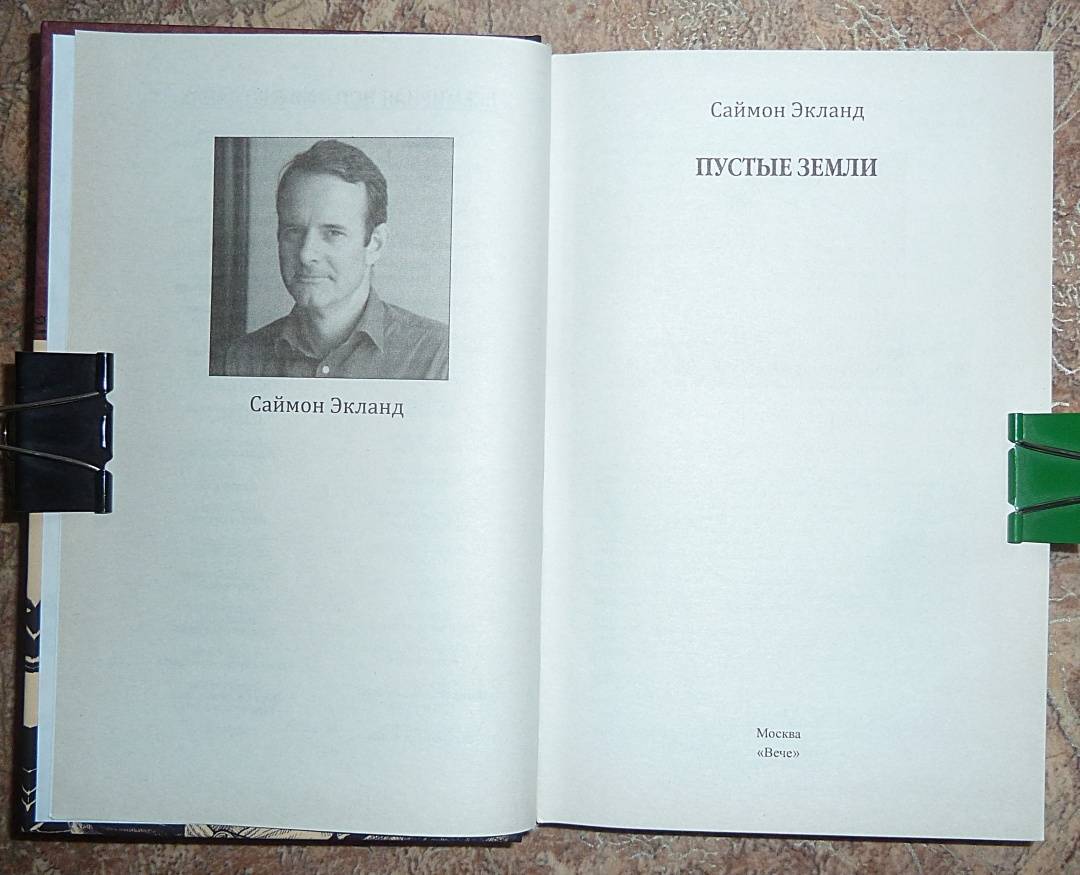 Саймон Экланд
Саймон Экланд
ПУСТЫЕ ЗЕМЛИ
Москва
«Вече»